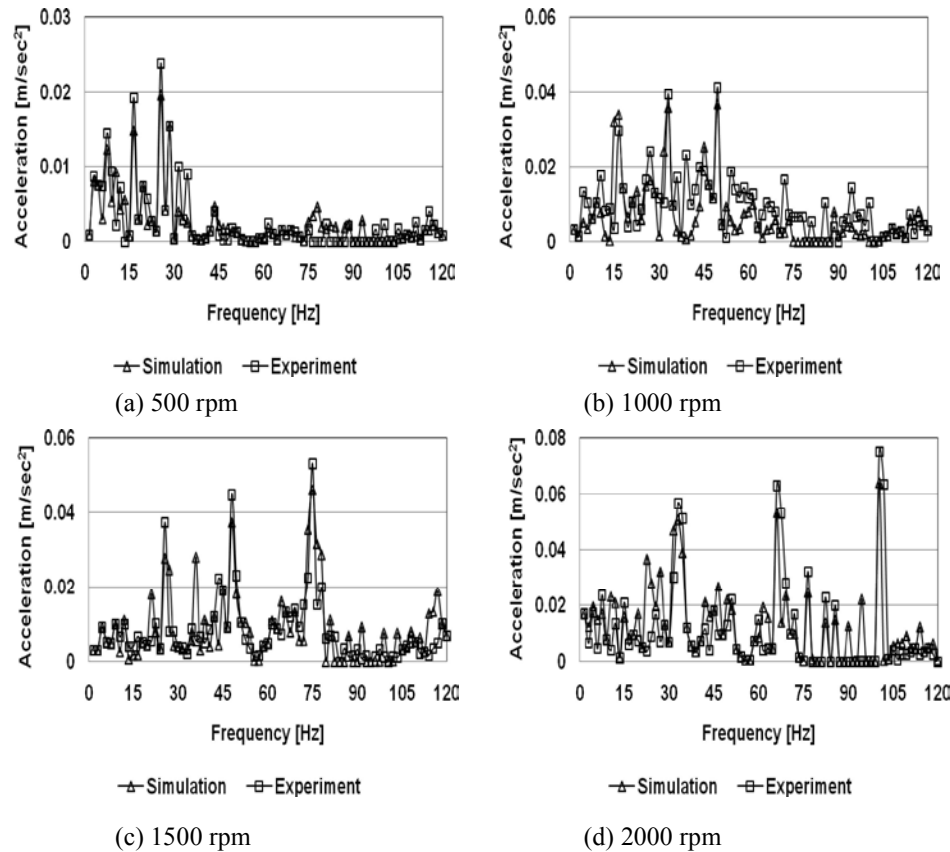 0.03
0.02
0.01
0
Acceleration [m/sec²]
0 15 30 45 60 75 90 105 120
Frequency [Hz]
Simulation Experiment
(a) 500 rpm
0.06
0.04
0.02
0
Acceleration [m/sec²]
0 15 30 45 60 75 90 105 120
Frequency [Hz]
Simulation Experiment
(b) 1000 rpm
0.06
0.04
0.02
0
Acceleration [m/sec²]
0 15 30 45 60 75 90 105 120
Frequency [Hz]
Simulation Experiment
(c) 1500 rpm
0.08
0.06
0.04
0.02
0
Acceleration [m/sec²]
0 15 30 45 60 75 90 105 120
Frequency [Hz]
Simulation Experiment
(d) 2000 rpm